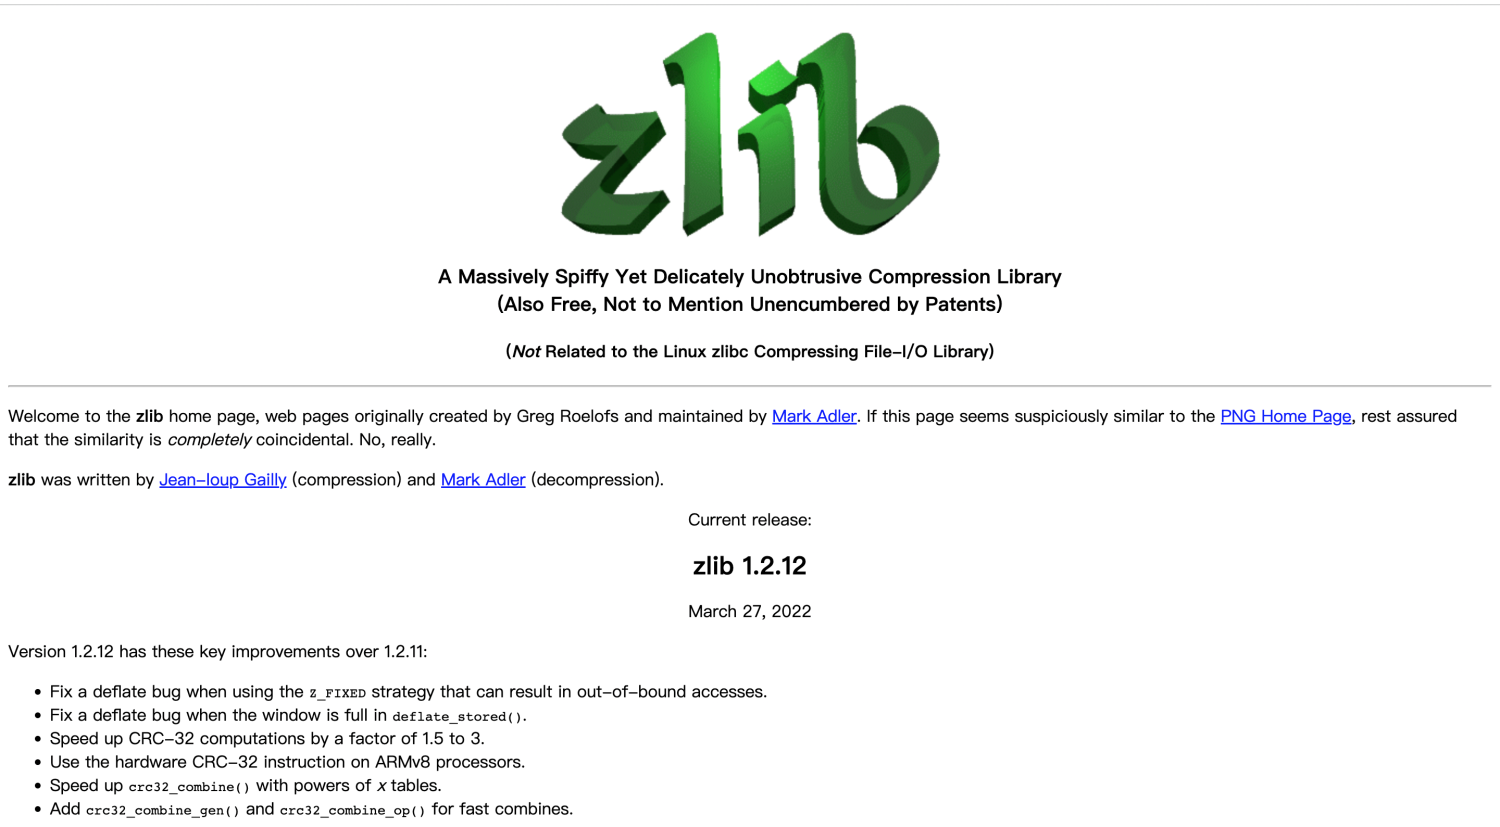 zlib
A Massively Spiffy Yet Delicately Unobtrusive Compression Library
(Also Free, Not to Mention Unencumbered by Patents)
(Not Related to the Linux zlibc Compressing File-I/O Library)
Welcome to the zlib home page, web pages originally created by Greg Roelofs and maintained by Mark Adler. If this page seems suspiciously similar to the PNG Home Page, rest assured
that the similarity is completely coincidental. No, really.
zlib was written by Jean-loup Gailly (compression) and Mark Adler (decompression).
Current release:
zlib 1.2.12
March 27, 2022
Version 1.2.12 has these key improvements over 1.2.11:
• Fix a deflate bug when using the Z_FIXED strategy that can result in out-of-bound accesses.
• Fix a deflate bug when the window is full in deflate_stored().
• Speed up CRC-32 computations by a factor of 1.5 to 3.
• Use the hardware CRC-32 instruction on ARMv8 processors.
• Speed up crc32_combine() with powers of x tables.
• Add crc32_combine_gen() and crc32_combine_op() for fast combines.